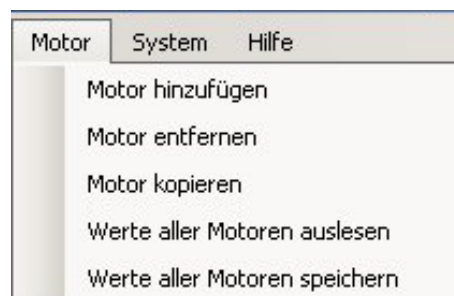 Motor System Hilfe
Motor hinzufügen
Motor entfernen
Motor kopieren
Werte aller Motoren auslesen
Werte aller Motoren speichern